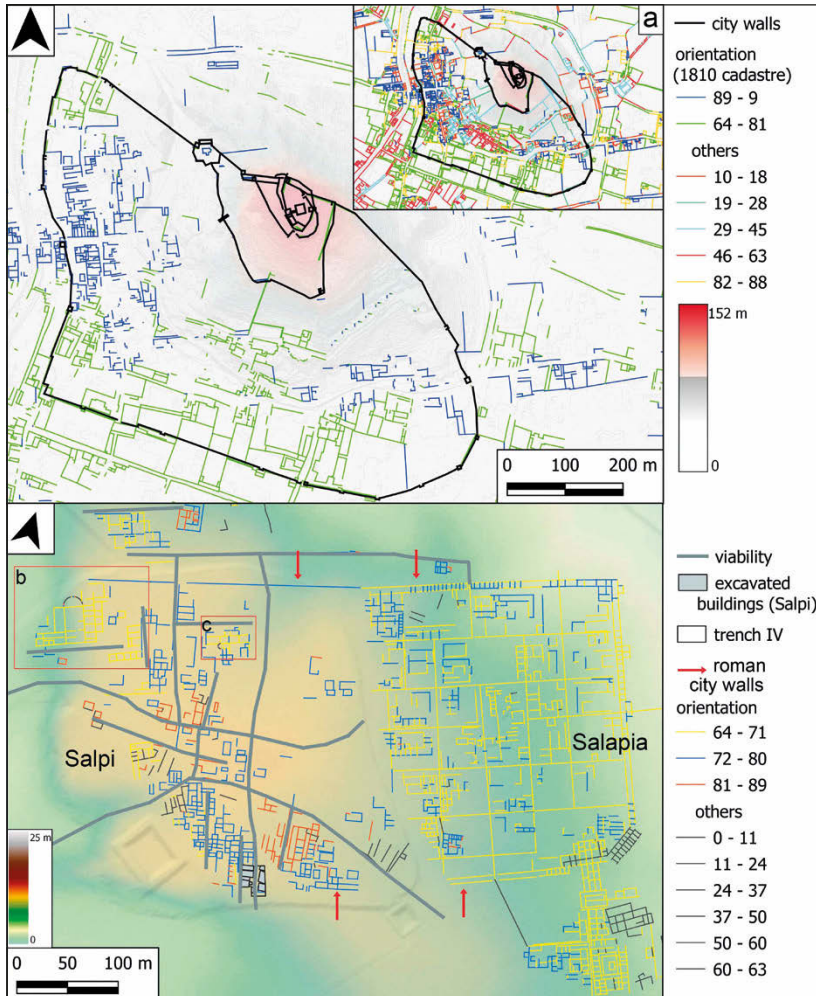 a
city walls
orientation
(1810 cadastre)
89 - 9
64 - 81
others
10 - 18
19 - 28
29 - 45
46 - 63
82 - 88
152 m
0
0 100 200 m
b
c
Salpi
Salapia
25 m
0
0 50 100 m
viability
excavated
buildings (Salpi)
trench IV
roman
city walls
orientation
64 - 71
72 - 80
81 - 89
others
0 - 11
11 - 24
24 - 37
37 - 50
50 - 60
60 - 63